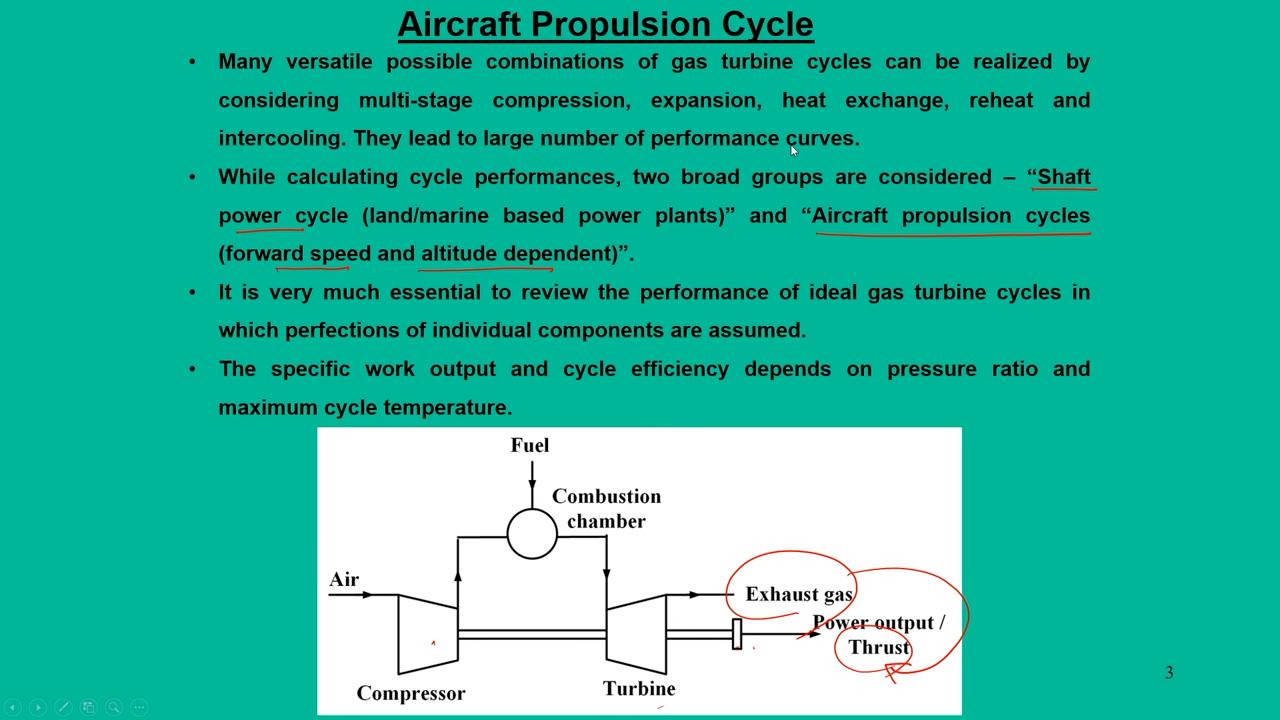 Aircraft Propulsion Cycle
• Many versatile possible combinations of gas turbine cycles can be realized by
considering multi-stage compression, expansion, heat exchange, reheat and
intercooling. They lead to large number of performance curves.
• While calculating cycle performances, two broad groups are considered – “Shaft
power cycle (land/marine based power plants)” and “Aircraft propulsion cycles
(forward speed and altitude dependent)”.
• It is very much essential to review the performance of ideal gas turbine cycles in
which perfections of individual components are assumed.
• The specific work output and cycle efficiency depends on pressure ratio and
maximum cycle temperature.
Fuel
Combustion
chamber
Air
Exhaust gas
Power output /
Thrust
Compressor
Turbine
3